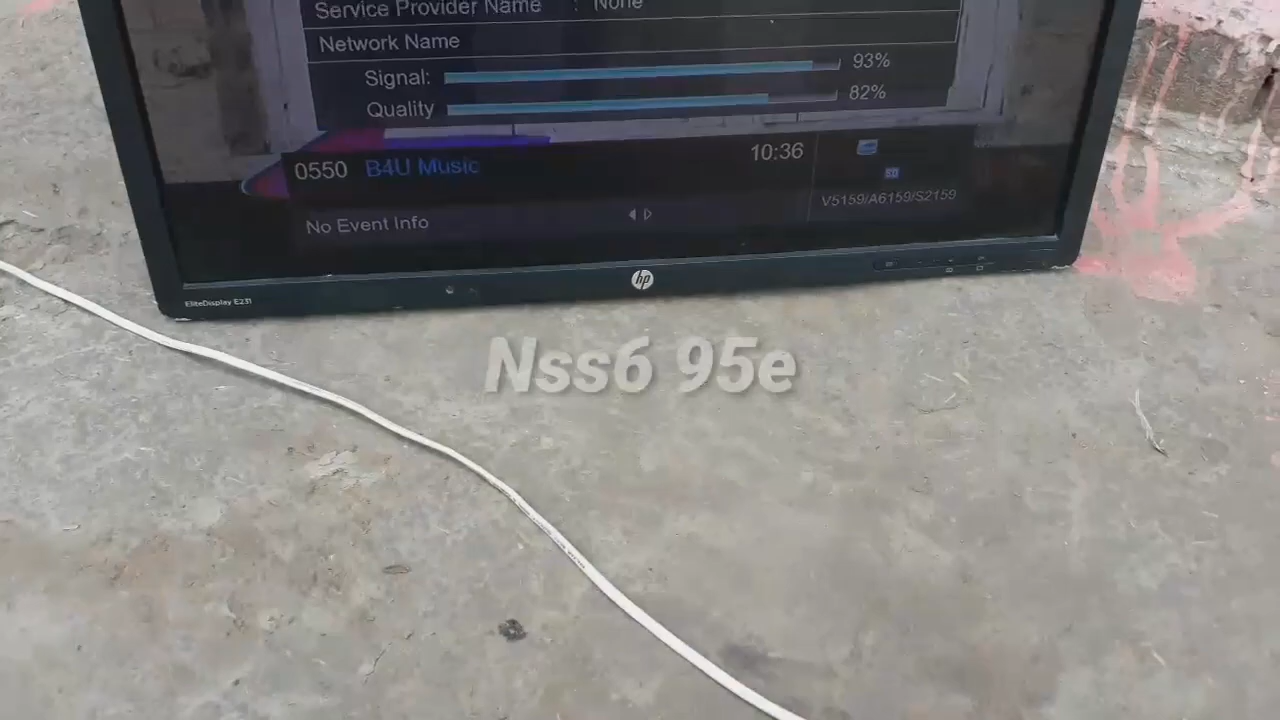 Service Provider Name : None
Network Name
Signal: 93%
Quality 82%
0550 B4U Music 10:36
SD
V5159/A6159/S2159
No Event Info
hp
EliteDisplay E231
Nss6 95e